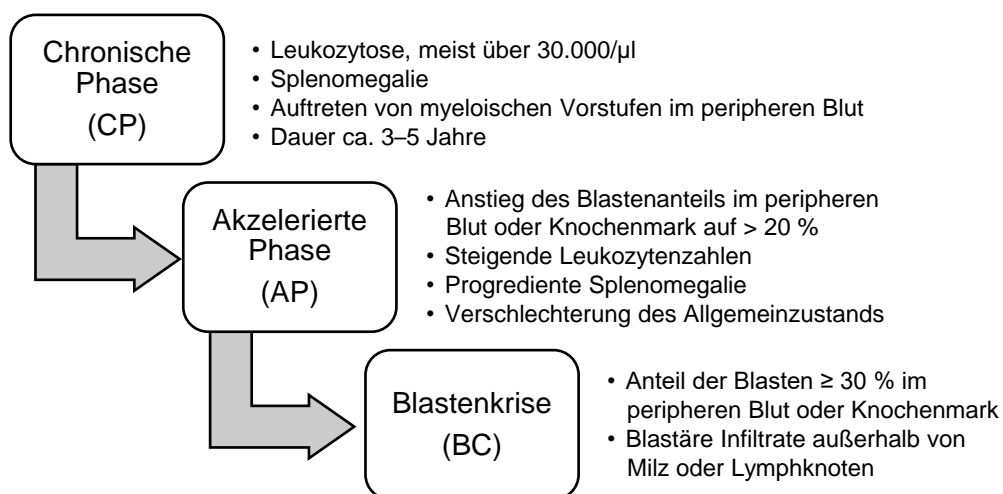 Chronische
Phase
(CP)
• Leukozytose, meist über 30.000/µl
• Splenomegalie
• Auftreten von myeloischen Vorstufen im peripheren Blut
• Dauer ca. 3–5 Jahre
Akzelerierte
Phase
(AP)
• Anstieg des Blastenanteils im peripheren
Blut oder Knochenmark auf > 20 %
• Steigende Leukozytenzahlen
• Progrediente Splenomegalie
• Verschlechterung des Allgemeinzustands
Blastenkrise
(BC)
• Anteil der Blasten ≥ 30 % im
peripheren Blut oder Knochenmark
• Blastäre Infiltrate außerhalb von
Milz oder Lymphknoten